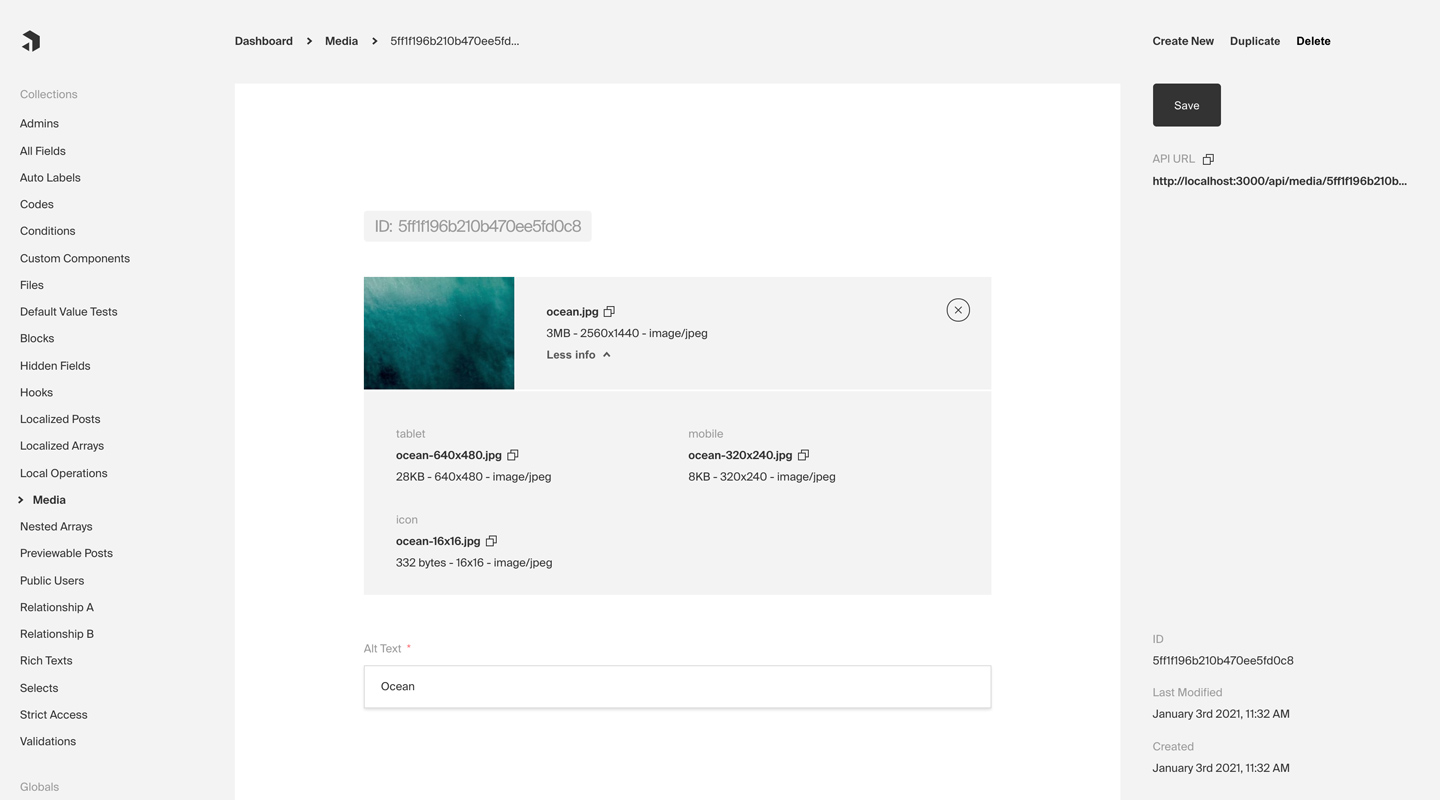 Dashboard Media 5ff1f196b210b470ee5fd...
Create New Duplicate Delete
Collections
Admins
All Fields
Auto Labels
Codes
Conditions
Custom Components
Files
Default Value Tests
Blocks
Hidden Fields
Hooks
Localized Posts
Localized Arrays
Local Operations
Media
Nested Arrays
Previewable Posts
Public Users
Relationship A
Relationship B
Rich Texts
Selects
Strict Access
Validations
Globals
ID: 5ff1f196b210b470ee5fd0c8
ocean.jpg
3MB - 2560x1440 - image/jpeg
Less info
tablet
ocean-640x480.jpg
28KB - 640x480 - image/jpeg
mobile
ocean-320x240.jpg
8KB - 320x240 - image/jpeg
icon
ocean-16x16.jpg
332 bytes - 16x16 - image/jpeg
Alt Text *
Ocean
Save
API URL
http://localhost:3000/api/media/5ff1f196b210b...
ID
5ff1f196b210b470ee5fd0c8
Last Modified
January 3rd 2021, 11:32 AM
Created
January 3rd 2021, 11:32 AM